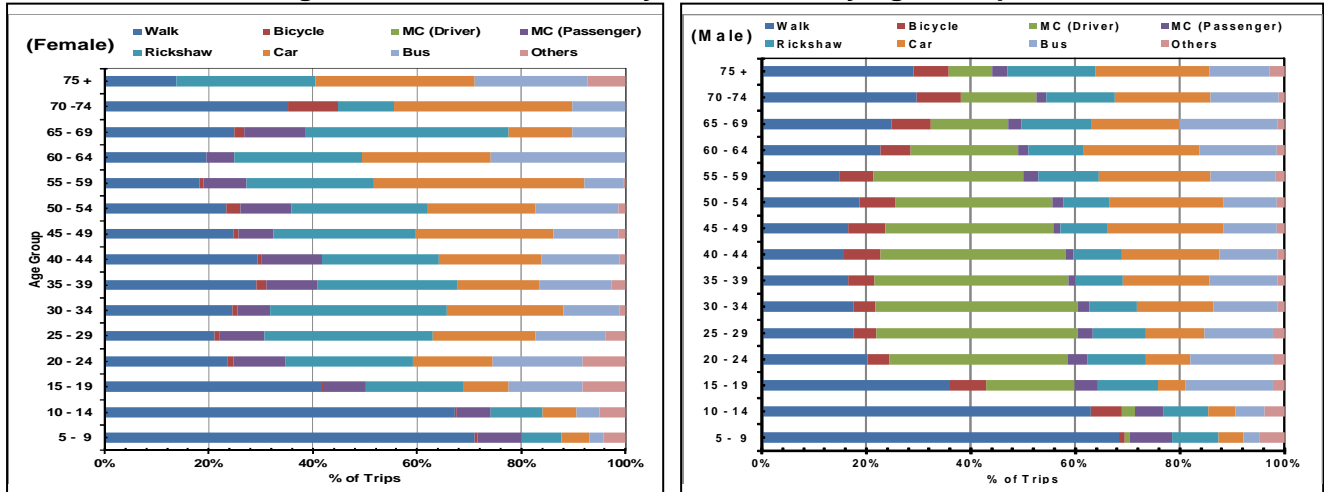 (Female)
Walk Bicycle MC (Driver) MC (Passenger)
Rickshaw Car Bus Others
Age Group
75 +
70 -74
65 - 69
60 - 64
55 - 59
50 - 54
45 - 49
40 - 44
35 - 39
30 - 34
25 - 29
20 - 24
15 - 19
10 - 14
5 - 9
0% 20% 40% 60% 80% 100%
% of Trips
(Male)
Walk Bicycle MC (Driver) MC (Passenger)
Rickshaw Car Bus Others
75 +
70 -74
65 - 69
60 - 64
55 - 59
50 - 54
45 - 49
40 - 44
35 - 39
30 - 34
25 - 29
20 - 24
15 - 19
10 - 14
5 - 9
0% 20% 40% 60% 80% 100%
% of Trips